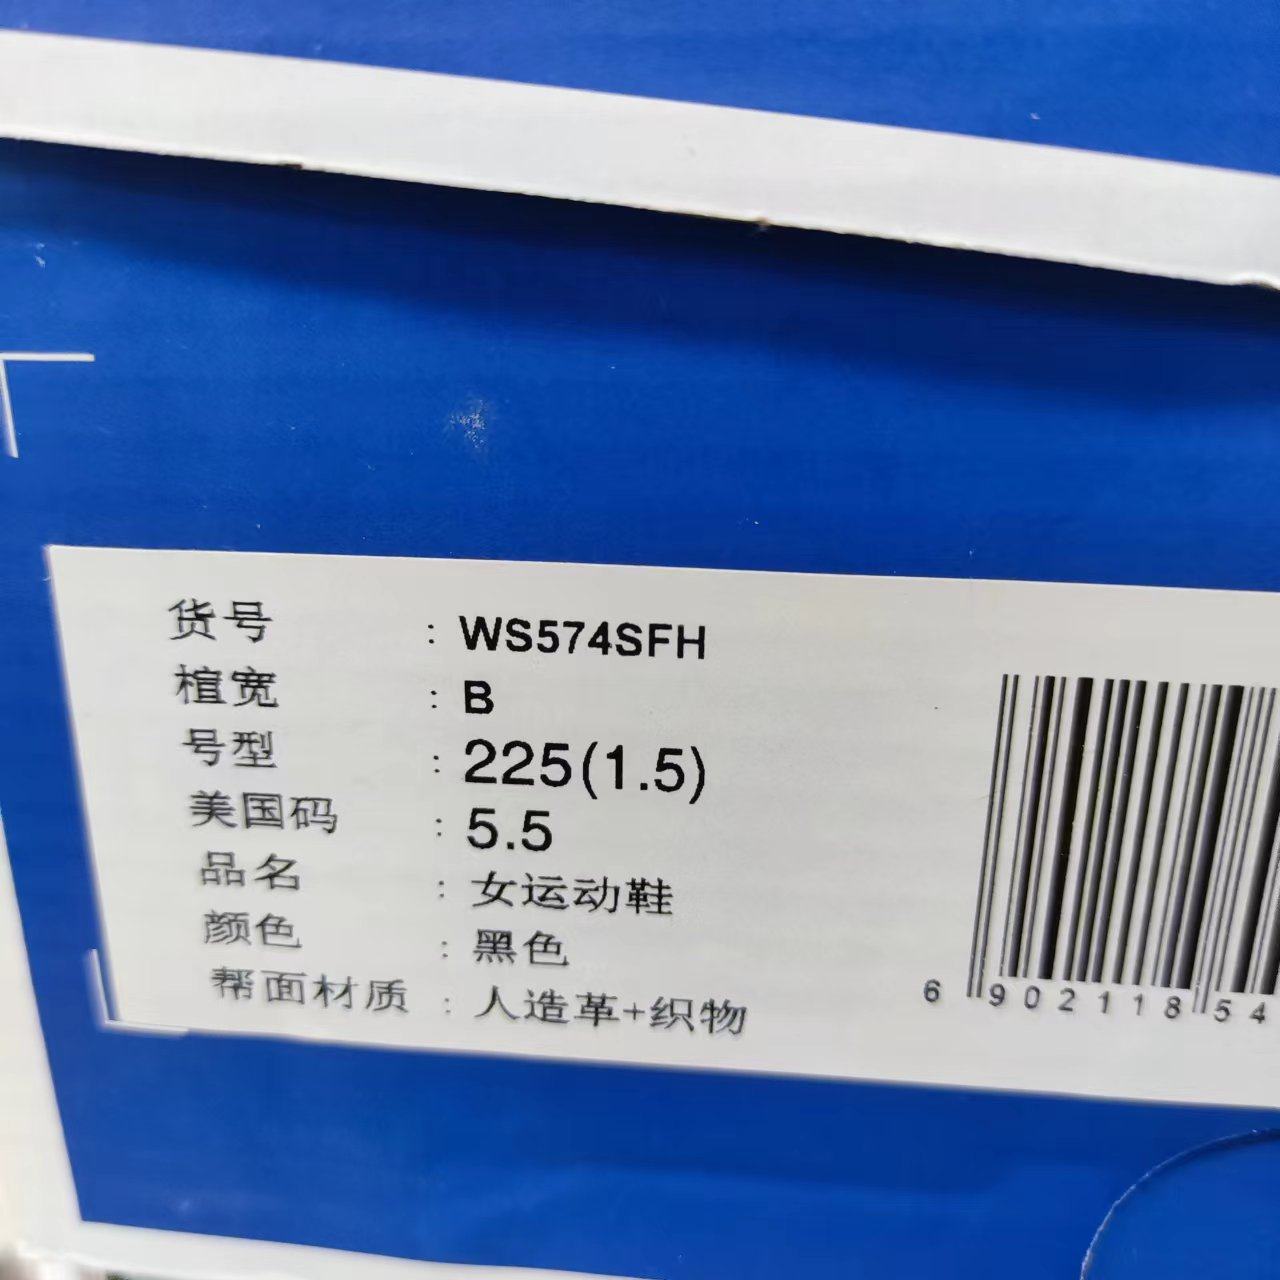 货号 : WS574SFH
楦宽 : B
号型 : 225(1.5)
美国码 : 5.5
品名 : 女运动鞋
颜色 : 黑色
帮面材质 : 人造革+织物
6 902118 54